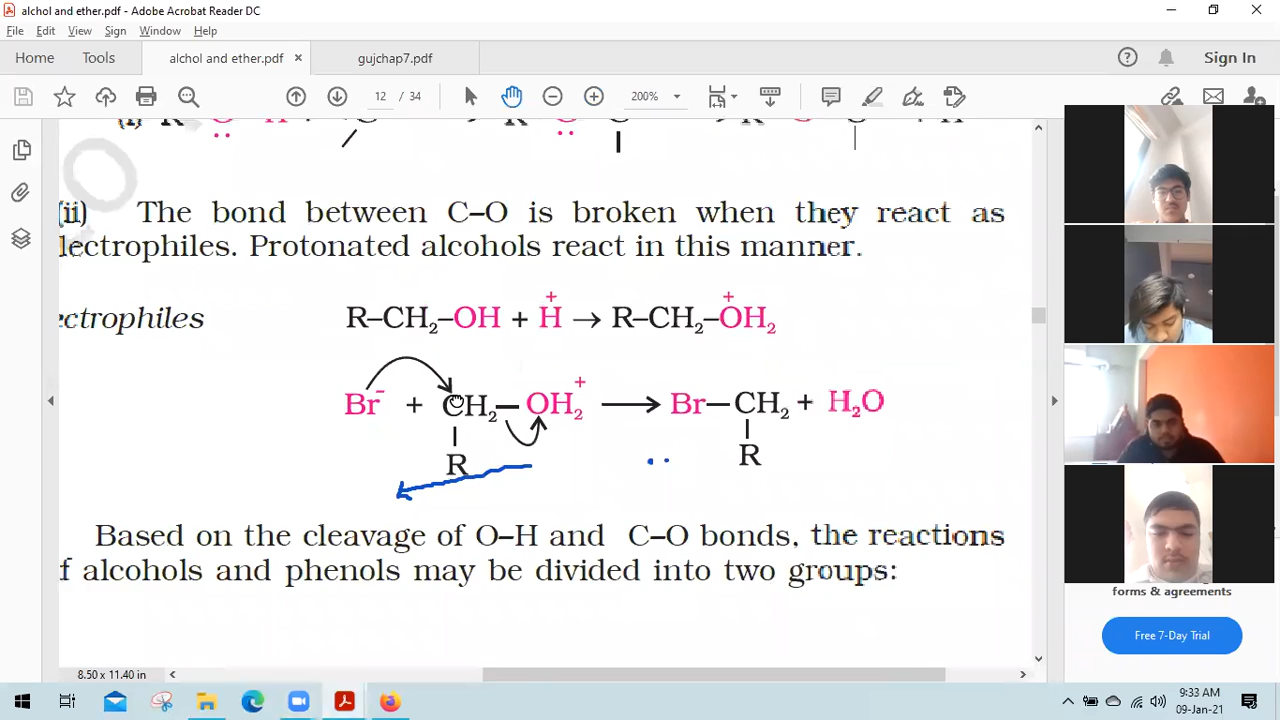 alchol and ether.pdf - Adobe Acrobat Reader DC
File Edit View Sign Window Help
Home Tools alchol and ether.pdf × gujchap7.pdf Sign In
12 / 34 200%
(ii) The bond between C–O is broken when they react as
lectrophiles. Protonated alcohols react in this manner.
ectrophiles R–CH₂–OH + H⁺ → R–CH₂–O⁺H₂
Br⁻ + CH₂–OH₂⁺ → Br–CH₂ + H₂O
R R
Based on the cleavage of O–H and C–O bonds, the reactions
f alcohols and phenols may be divided into two groups:
forms & agreements
Free 7-Day Trial
8.50 x 11.40 in
9:33 AM
09-Jan-21